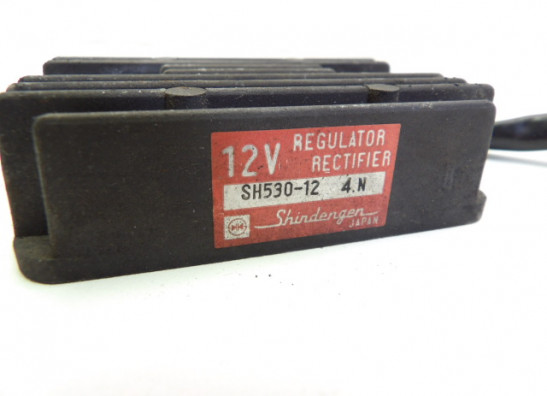 12V REGULATOR
RECTIFIER
SH530-12 4.N
Shindengen
JAPAN